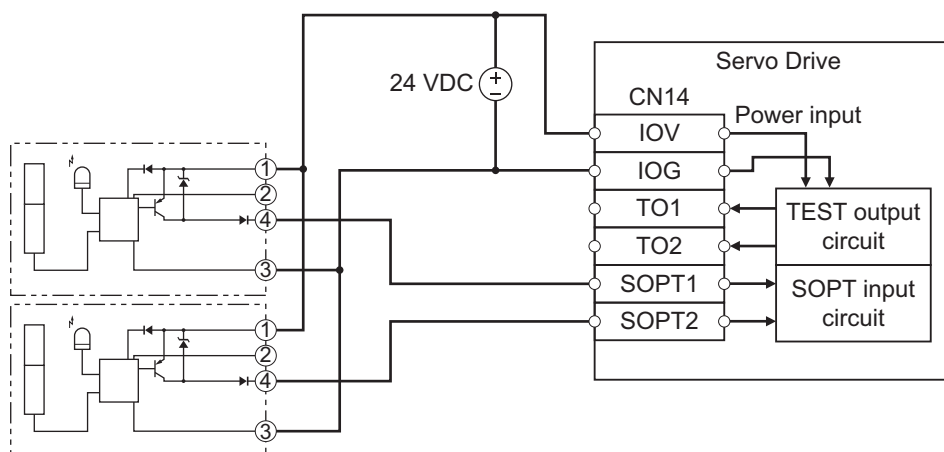 Servo Drive
24 VDC
+
−
CN14
Power input
IOV
IOG
TO1
TO2
SOPT1
SOPT2
TEST output
circuit
SOPT input
circuit
1
2
4
3
1
2
4
3